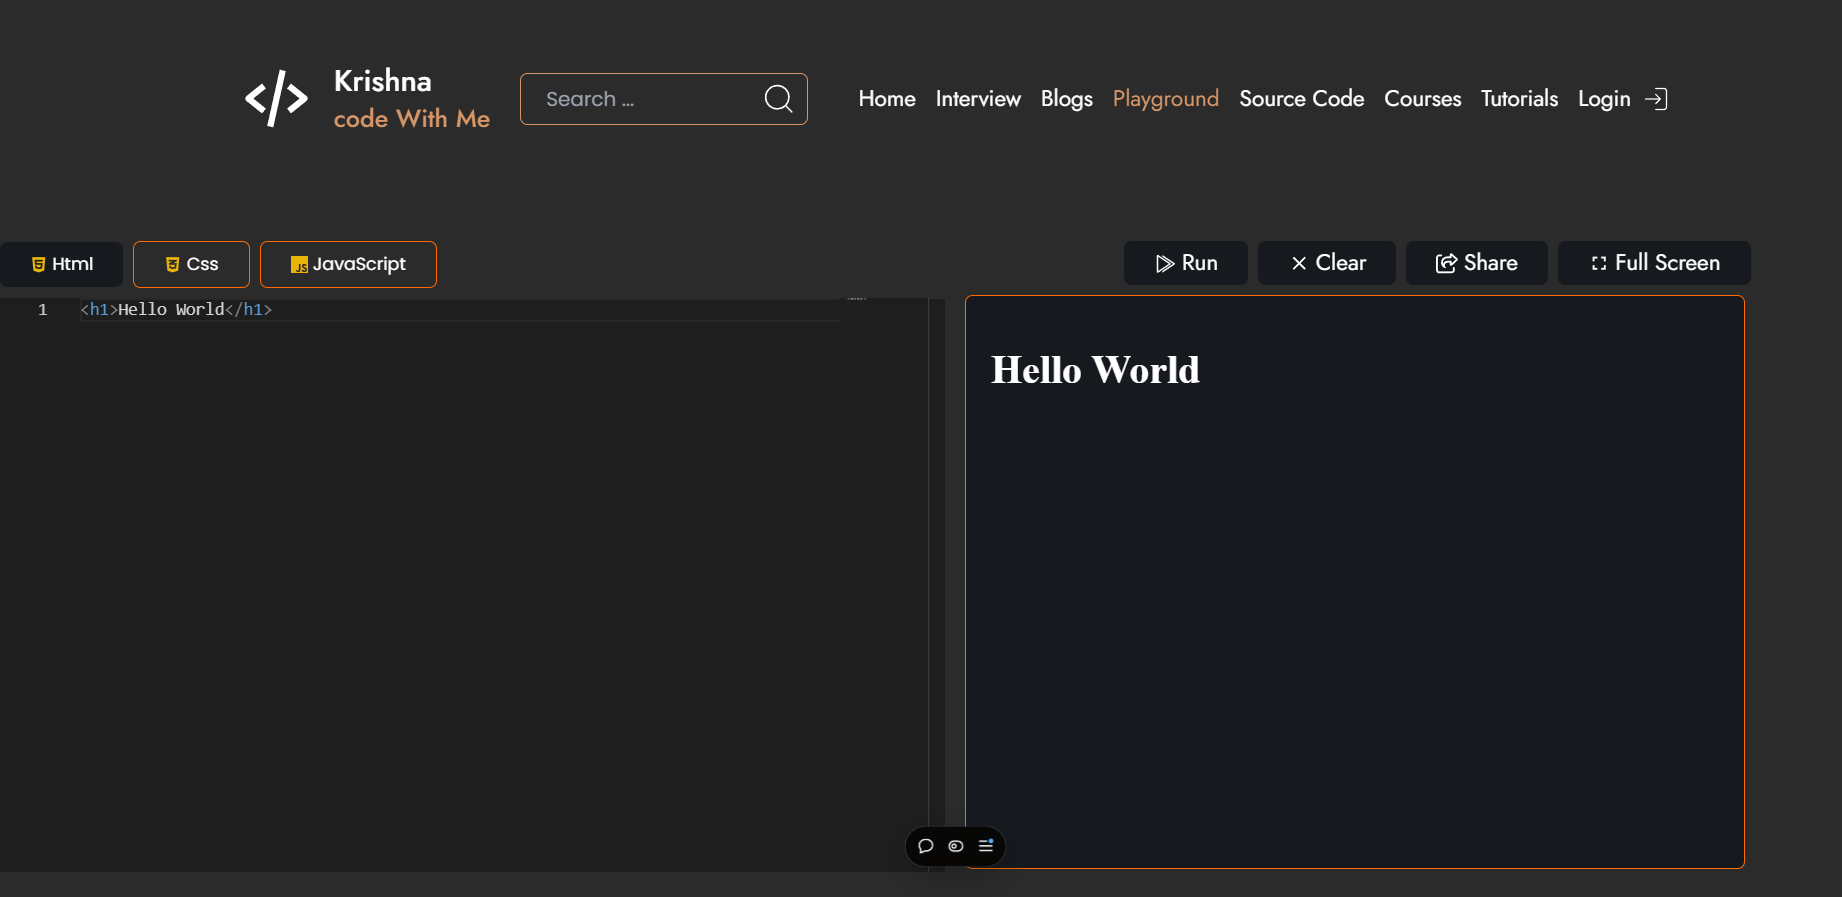 Krishna
code With Me
Search ...
Home Interview Blogs Playground Source Code Courses Tutorials Login
Html Css JavaScript
Run Clear Share Full Screen
1 <h1>Hello World</h1>
Hello World